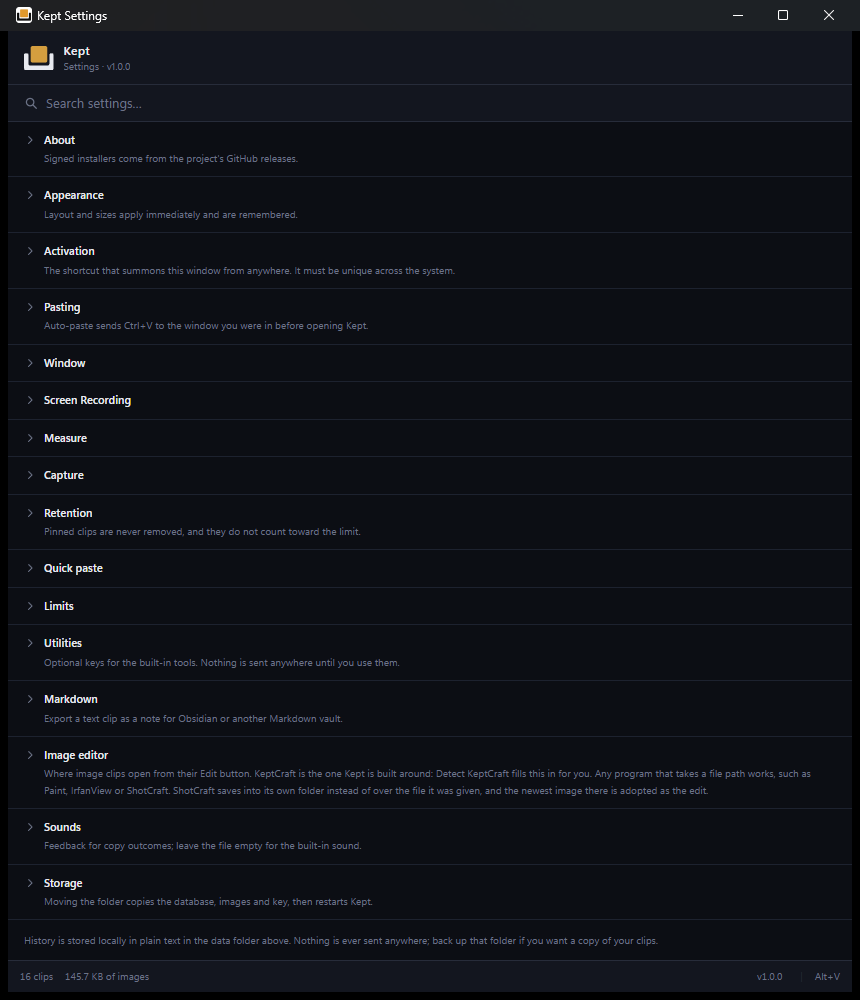 Kept Settings
Kept
Settings · v1.0.0
Search settings...
About
Signed installers come from the project's GitHub releases.
Appearance
Layout and sizes apply immediately and are remembered.
Activation
The shortcut that summons this window from anywhere. It must be unique across the system.
Pasting
Auto-paste sends Ctrl+V to the window you were in before opening Kept.
Window
Screen Recording
Measure
Capture
Retention
Pinned clips are never removed, and they do not count toward the limit.
Quick paste
Limits
Utilities
Optional keys for the built-in tools. Nothing is sent anywhere until you use them.
Markdown
Export a text clip as a note for Obsidian or another Markdown vault.
Image editor
Where image clips open from their Edit button. KeptCraft is the one Kept is built around: Detect KeptCraft fills this in for you. Any program that takes a file path works, such as
Paint, IrfanView or ShotCraft. ShotCraft saves into its own folder instead of over the file it was given, and the newest image there is adopted as the edit.
Sounds
Feedback for copy outcomes; leave the file empty for the built-in sound.
Storage
Moving the folder copies the database, images and key, then restarts Kept.
History is stored locally in plain text in the data folder above. Nothing is ever sent anywhere; back up that folder if you want a copy of your clips.
16 clips 145.7 KB of images v1.0.0 Alt+V